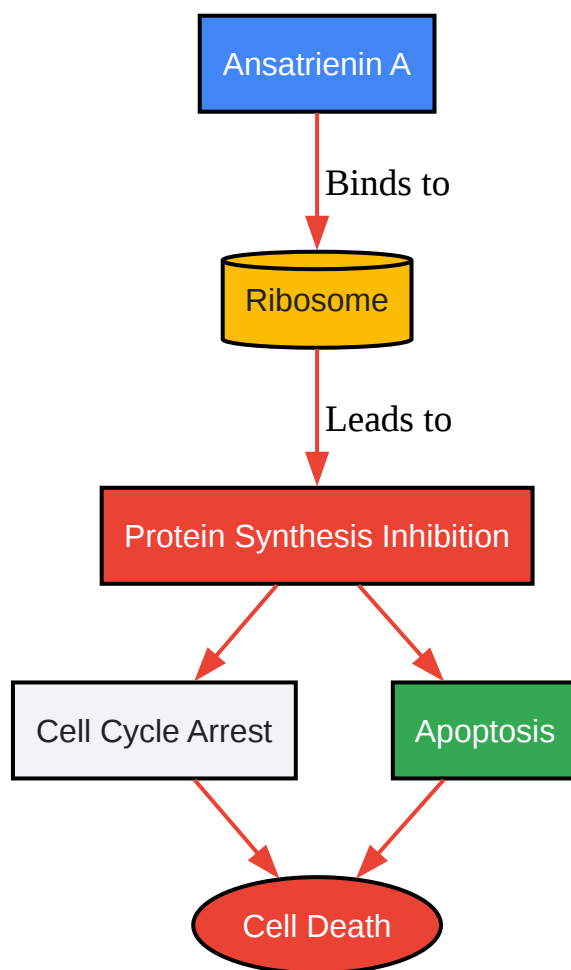 Ansatrienin A
Binds to
Ribosome
Leads to
Protein Synthesis Inhibition
Cell Cycle Arrest
Apoptosis
Cell Death